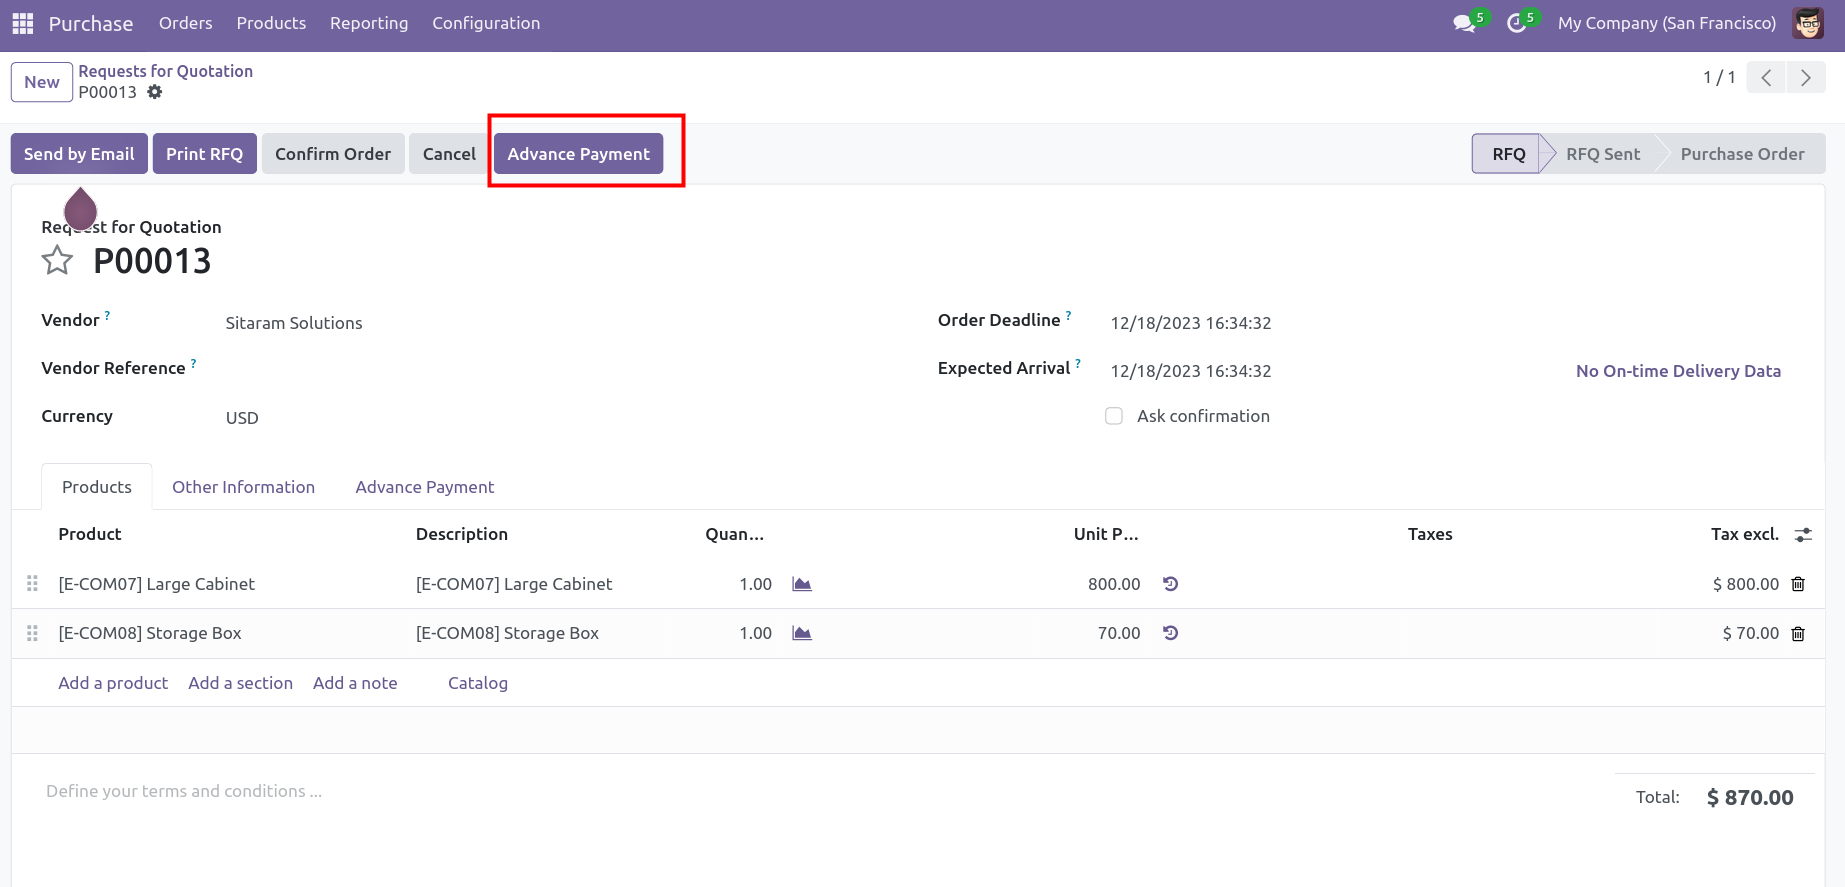 Purchase Orders Products Reporting Configuration 5 5 My Company (San Francisco)
New Requests for Quotation 1 / 1
P00013
Send by Email Print RFQ Confirm Order Cancel Advance Payment RFQ RFQ Sent Purchase Order
Request for Quotation
P00013
Vendor ? Sitaram Solutions Order Deadline ? 12/18/2023 16:34:32
Vendor Reference ? Expected Arrival ? 12/18/2023 16:34:32 No On-time Delivery Data
Currency USD Ask confirmation
Products Other Information Advance Payment
Product Description Quan... Unit P... Taxes Tax excl.
[E-COM07] Large Cabinet [E-COM07] Large Cabinet 1.00 800.00 $ 800.00
[E-COM08] Storage Box [E-COM08] Storage Box 1.00 70.00 $ 70.00
Add a product Add a section Add a note Catalog
Define your terms and conditions ... Total: $ 870.00